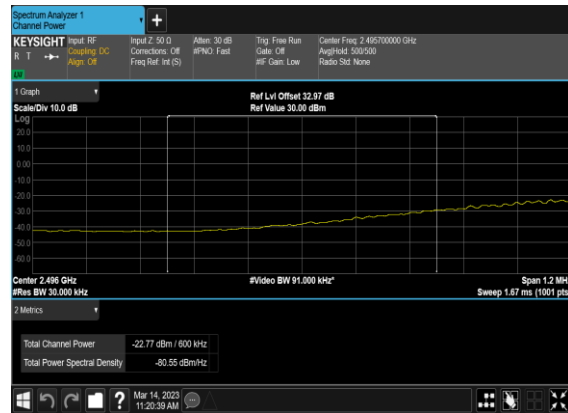 Spectrum Analyzer 1
Channel Power
+
KEYSIGHT Input: RF Input Z: 50 Ω Atten: 30 dB Trig: Free Run Center Freq: 2.495700000 GHz
R T Coupling: DC Corrections: Off #PNO: Fast Gate: Off Avg|Hold: 500/500
Align: Off Freq Ref: Int (S) #IF Gain: Low Radio Std: None
1 Graph
Ref Lvl Offset 32.97 dB
Scale/Div 10.0 dB Ref Value 30.00 dBm
Log
20.0
10.0
0.00
-10.0
-20.0
-30.0
-40.0
-50.0
-60.0
Center 2.496 GHz #Video BW 91.000 kHz* Span 1.2 MH
#Res BW 30.000 kHz Sweep 1.67 ms (1001 pts
2 Metrics
Total Channel Power -22.77 dBm / 600 kHz
Total Power Spectral Density -80.55 dBm/Hz
? Mar 14, 2023
11:20:39 AM